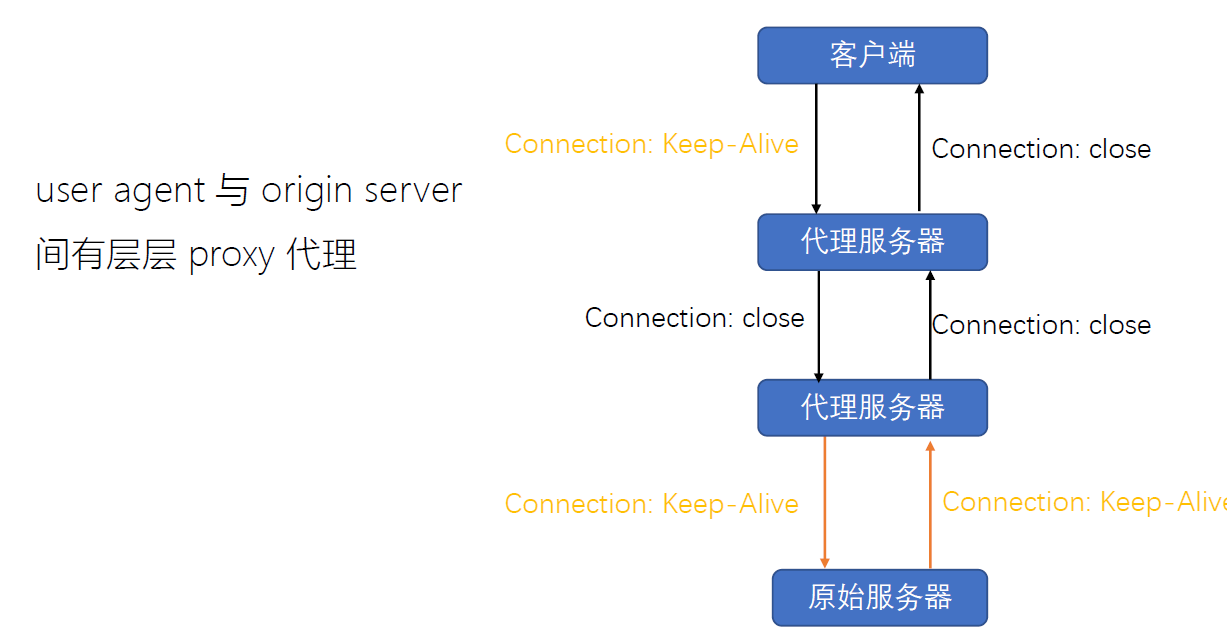 user agent 与 origin server
间有层层 proxy 代理
客户端
Connection: Keep-Alive
Connection: close
代理服务器
Connection: close
Connection: close
代理服务器
Connection: Keep-Alive
Connection: Keep-Alive
原始服务器